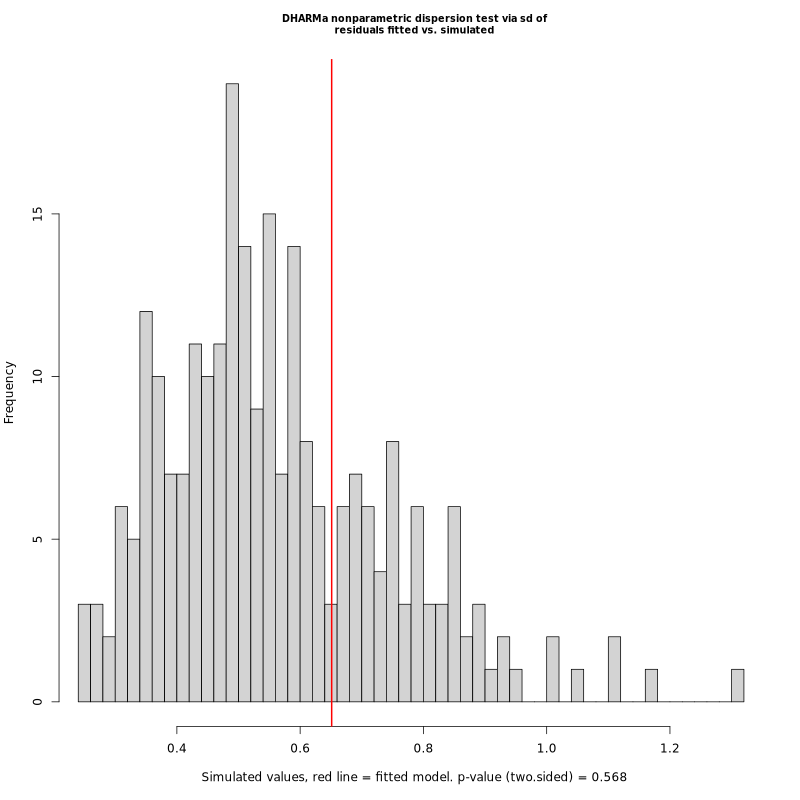 DHARMa nonparametric dispersion test via sd of
residuals fitted vs. simulated
Frequency
15
10
5
0
0.4 0.6 0.8 1.0 1.2
Simulated values, red line = fitted model. p-value (two.sided) = 0.568